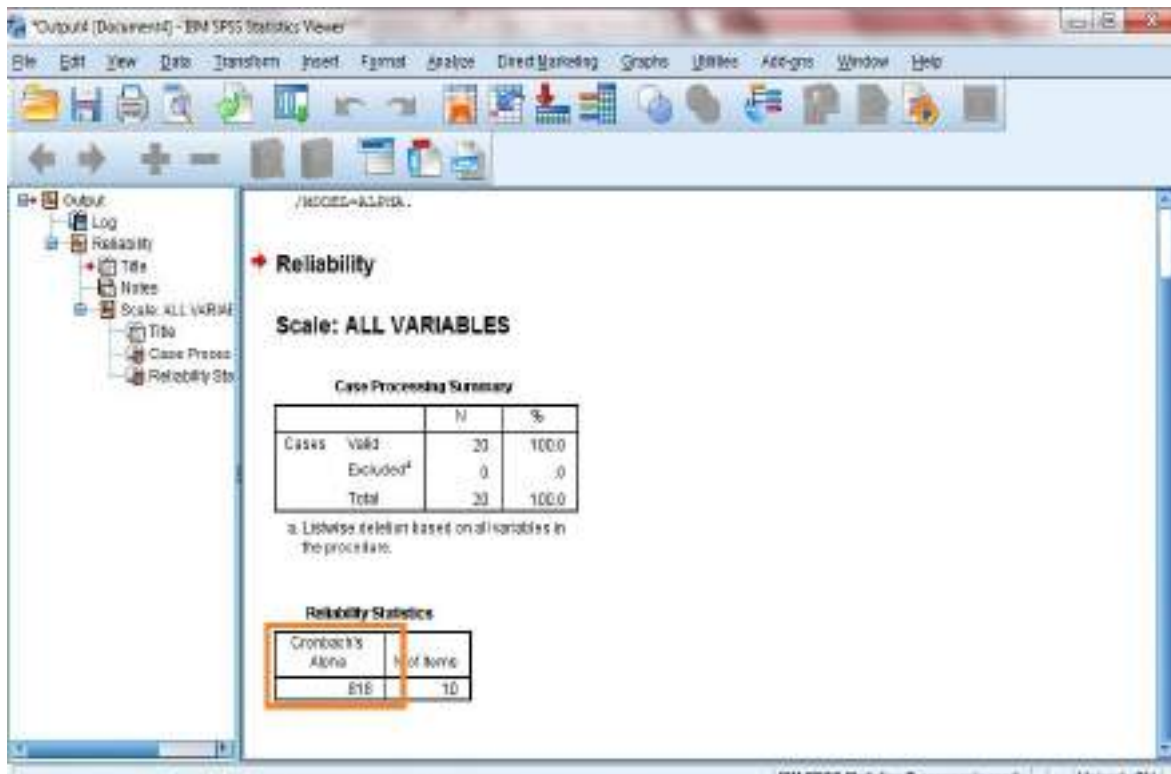 *Output4 [Document4] - IBM SPSS Statistics Viewer
File Edit View Data Transform Insert Format Analyze Direct Marketing Graphs Utilities Add-ons Window Help
Output
Log
Reliability
Title
Notes
Scale: ALL VARIAB
Title
Case Proces
Reliability Sta
/MODEL=ALPHA.
Reliability
Scale: ALL VARIABLES
Case Processing Summary
N %
Cases Valid 20 100.0
Excluded a 0 .0
Total 20 100.0
a. Listwise deletion based on all variables in
the procedure.
Reliability Statistics
Cronbach's
Alpha N of Items
10